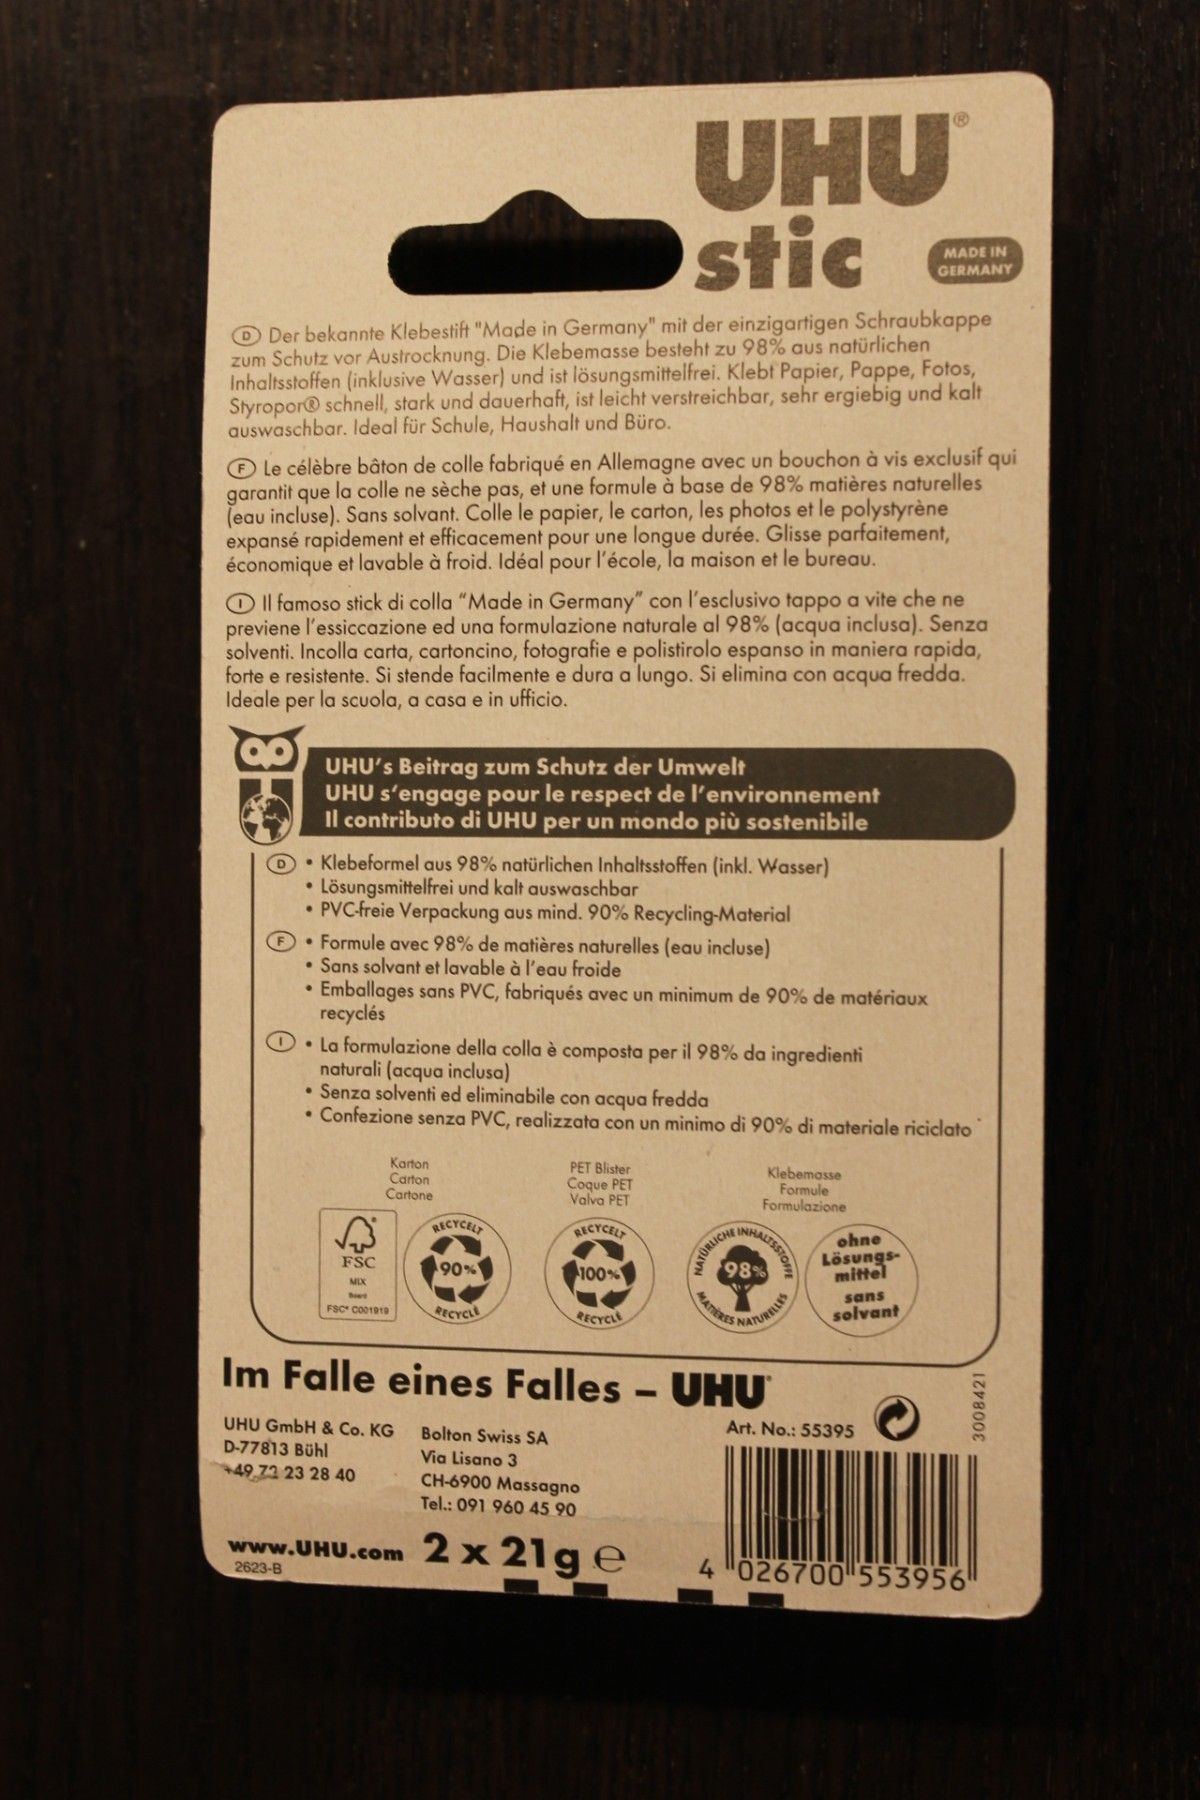 UHU®
stic
MADE IN
GERMANY
D Der bekannte Klebestift "Made in Germany" mit der einzigartigen Schraubkappe
zum Schutz vor Austrocknung. Die Klebemasse besteht zu 98% aus natürlichen
Inhaltsstoffen (inklusive Wasser) und ist lösungsmittelfrei. Klebt Papier, Pappe, Fotos,
Styropor® schnell, stark und dauerhaft, ist leicht verstreichbar, sehr ergiebig und kalt
auswaschbar. Ideal für Schule, Haushalt und Büro.
F Le célèbre bâton de colle fabriqué en Allemagne avec un bouchon à vis exclusif qui
garantit que la colle ne sèche pas, et une formule à base de 98% matières naturelles
(eau incluse). Sans solvant. Colle le papier, le carton, les photos et le polystyrène
expansé rapidement et efficacement pour une longue durée. Glisse parfaitement,
économique et lavable à froid. Idéal pour l'école, la maison et le bureau.
I Il famoso stick di colla “Made in Germany” con l'esclusivo tappo a vite che ne
previene l'essiccazione ed una formulazione naturale al 98% (acqua inclusa). Senza
solventi. Incolla carta, cartoncino, fotografie e polistirolo espanso in maniera rapida,
forte e resistente. Si stende facilmente e dura a lungo. Si elimina con acqua fredda.
Ideale per la scuola, a casa e in ufficio.
UHU's Beitrag zum Schutz der Umwelt
UHU s'engage pour le respect de l'environnement
Il contributo di UHU per un mondo più sostenibile
D • Klebeformel aus 98% natürlichen Inhaltsstoffen (inkl. Wasser)
• Lösungsmittelfrei und kalt auswaschbar
• PVC-freie Verpackung aus mind. 90% Recycling-Material
F • Formule avec 98% de matières naturelles (eau incluse)
• Sans solvant et lavable à l'eau froide
• Emballages sans PVC, fabriqués avec un minimum de 90% de matériaux
recyclés
I • La formulazione della colla è composta per il 98% da ingredienti
naturali (acqua inclusa)
• Senza solventi ed eliminabile con acqua fredda
• Confezione senza PVC, realizzata con un minimo di 90% di materiale riciclato
Karton
Carton
Cartone
FSC
MIX
Board
FSC® C001919
RECYCELT
90%
RECYCLÉ
PET Blister
Coque PET
Valva PET
RECYCELT
100%
RECYCLÉ
Klebemasse
Formule
Formulazione
NATÜRLICHE INHALTSSTOFFE
98%
MATIÈRES NATURELLES
ohne
Lösungs-
mittel
sans
solvant
Im Falle eines Falles – UHU®
UHU GmbH & Co. KG
D-77813 Bühl
+49 72 23 28 40
Bolton Swiss SA
Via Lisano 3
CH-6900 Massagno
Tel.: 091 960 45 90
Art. No.: 55395
3008421
www.UHU.com
2623-B
2 x 21g e
4 026700 553956